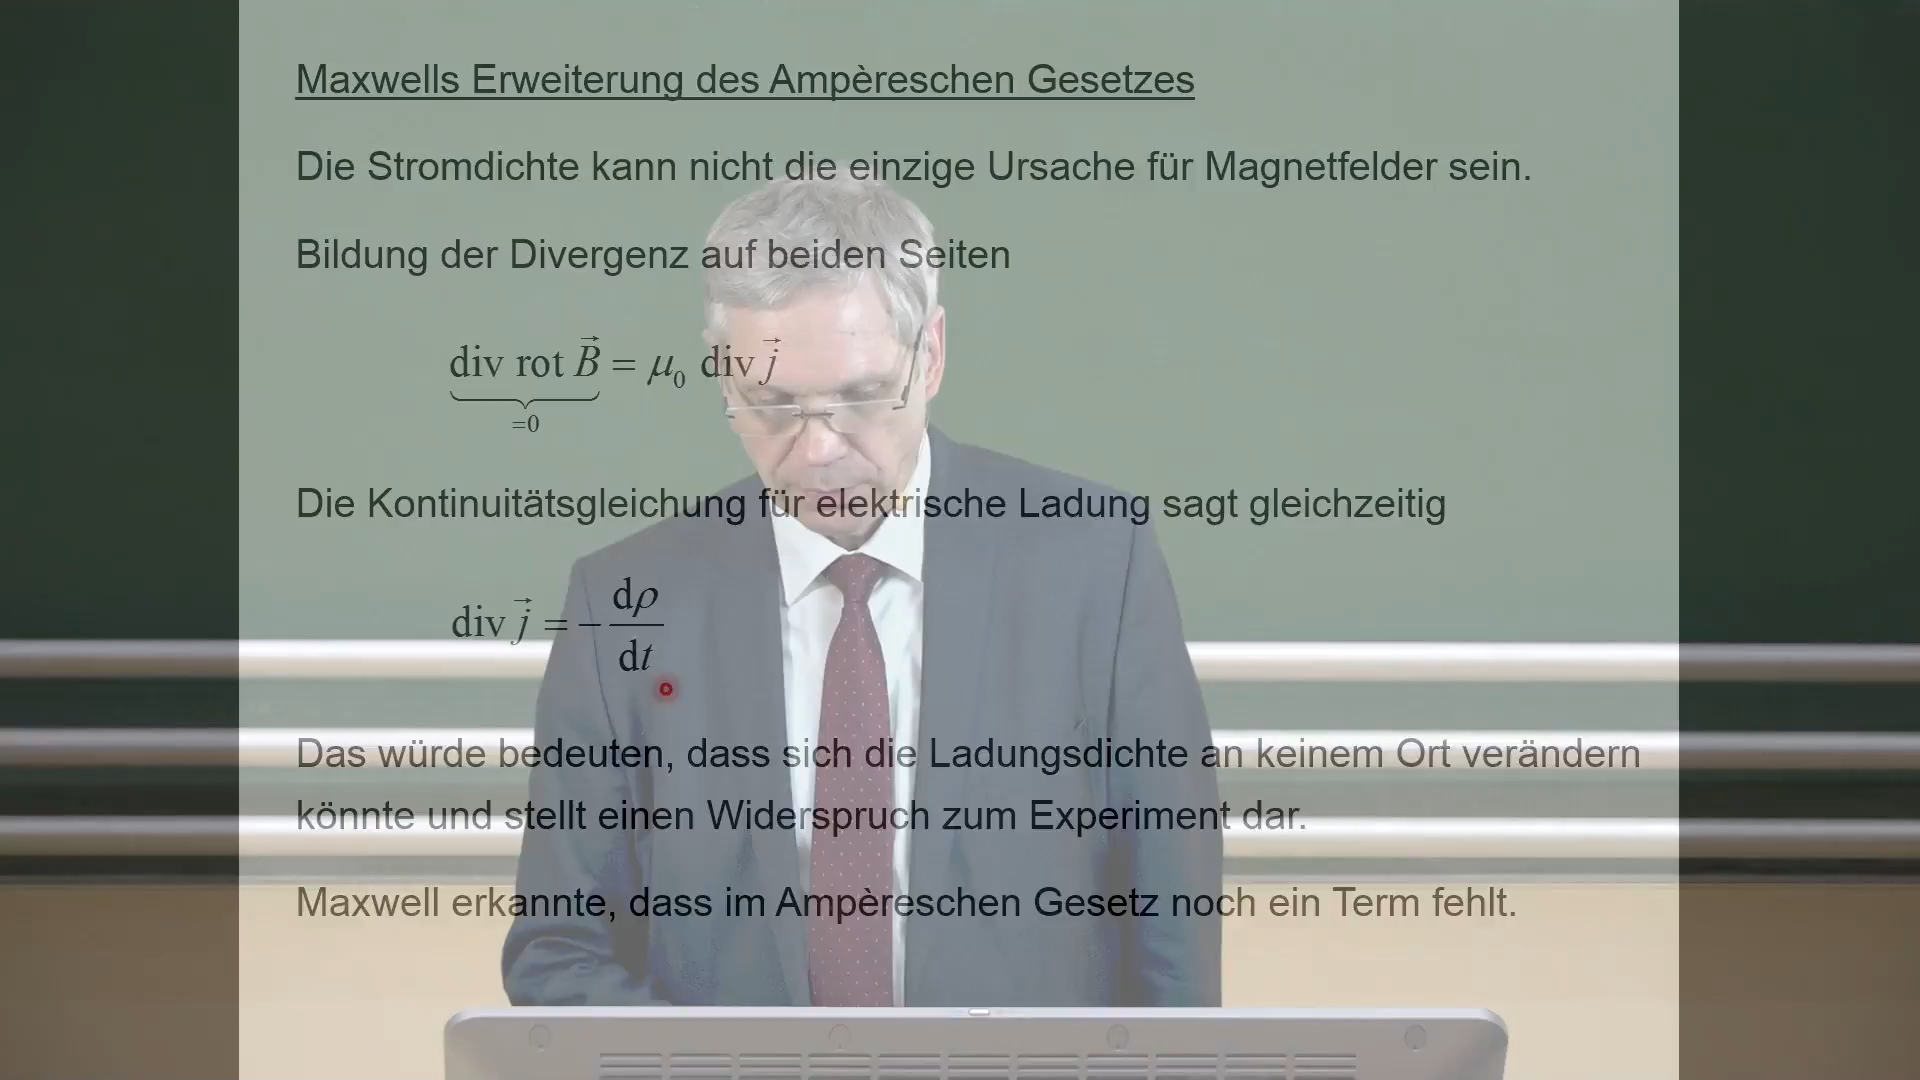 Maxwells Erweiterung des Ampèreschen Gesetzes
Die Stromdichte kann nicht die einzige Ursache für Magnetfelder sein.
Bildung der Divergenz auf beiden Seiten
div rot B⃗ = μ₀ div j⃗
=0
Die Kontinuitätsgleichung für elektrische Ladung sagt gleichzeitig
div j⃗ = − dρ/dt
Das würde bedeuten, dass sich die Ladungsdichte an keinem Ort verändern
könnte und stellt einen Widerspruch zum Experiment dar.
Maxwell erkannte, dass im Ampèreschen Gesetz noch ein Term fehlt.